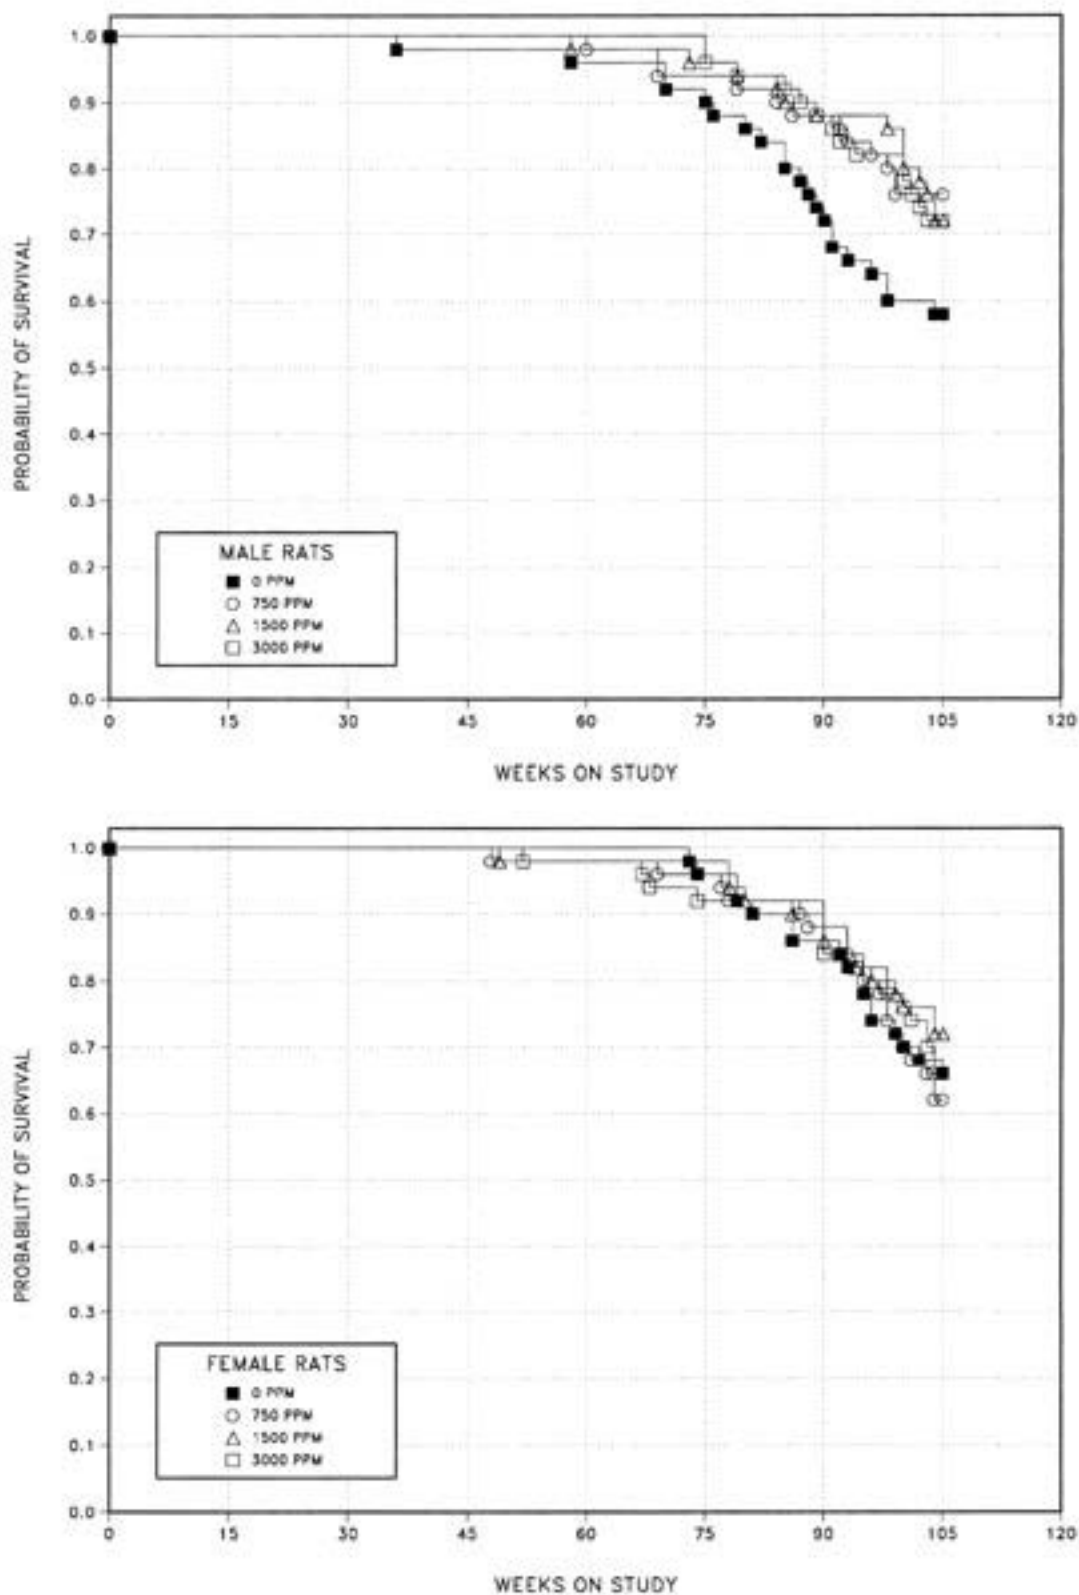 1.0
0.9
0.8
0.7
0.6
0.5
0.4
0.3
0.2
0.1
0.0
PROBABILITY OF SURVIVAL
MALE RATS
0 PPM
750 PPM
1500 PPM
3000 PPM
0 15 30 45 60 75 90 105 120
WEEKS ON STUDY
1.0
0.9
0.8
0.7
0.6
0.5
0.4
0.3
0.2
0.1
0.0
PROBABILITY OF SURVIVAL
FEMALE RATS
0 PPM
750 PPM
1500 PPM
3000 PPM
0 15 30 45 60 75 90 105 120
WEEKS ON STUDY